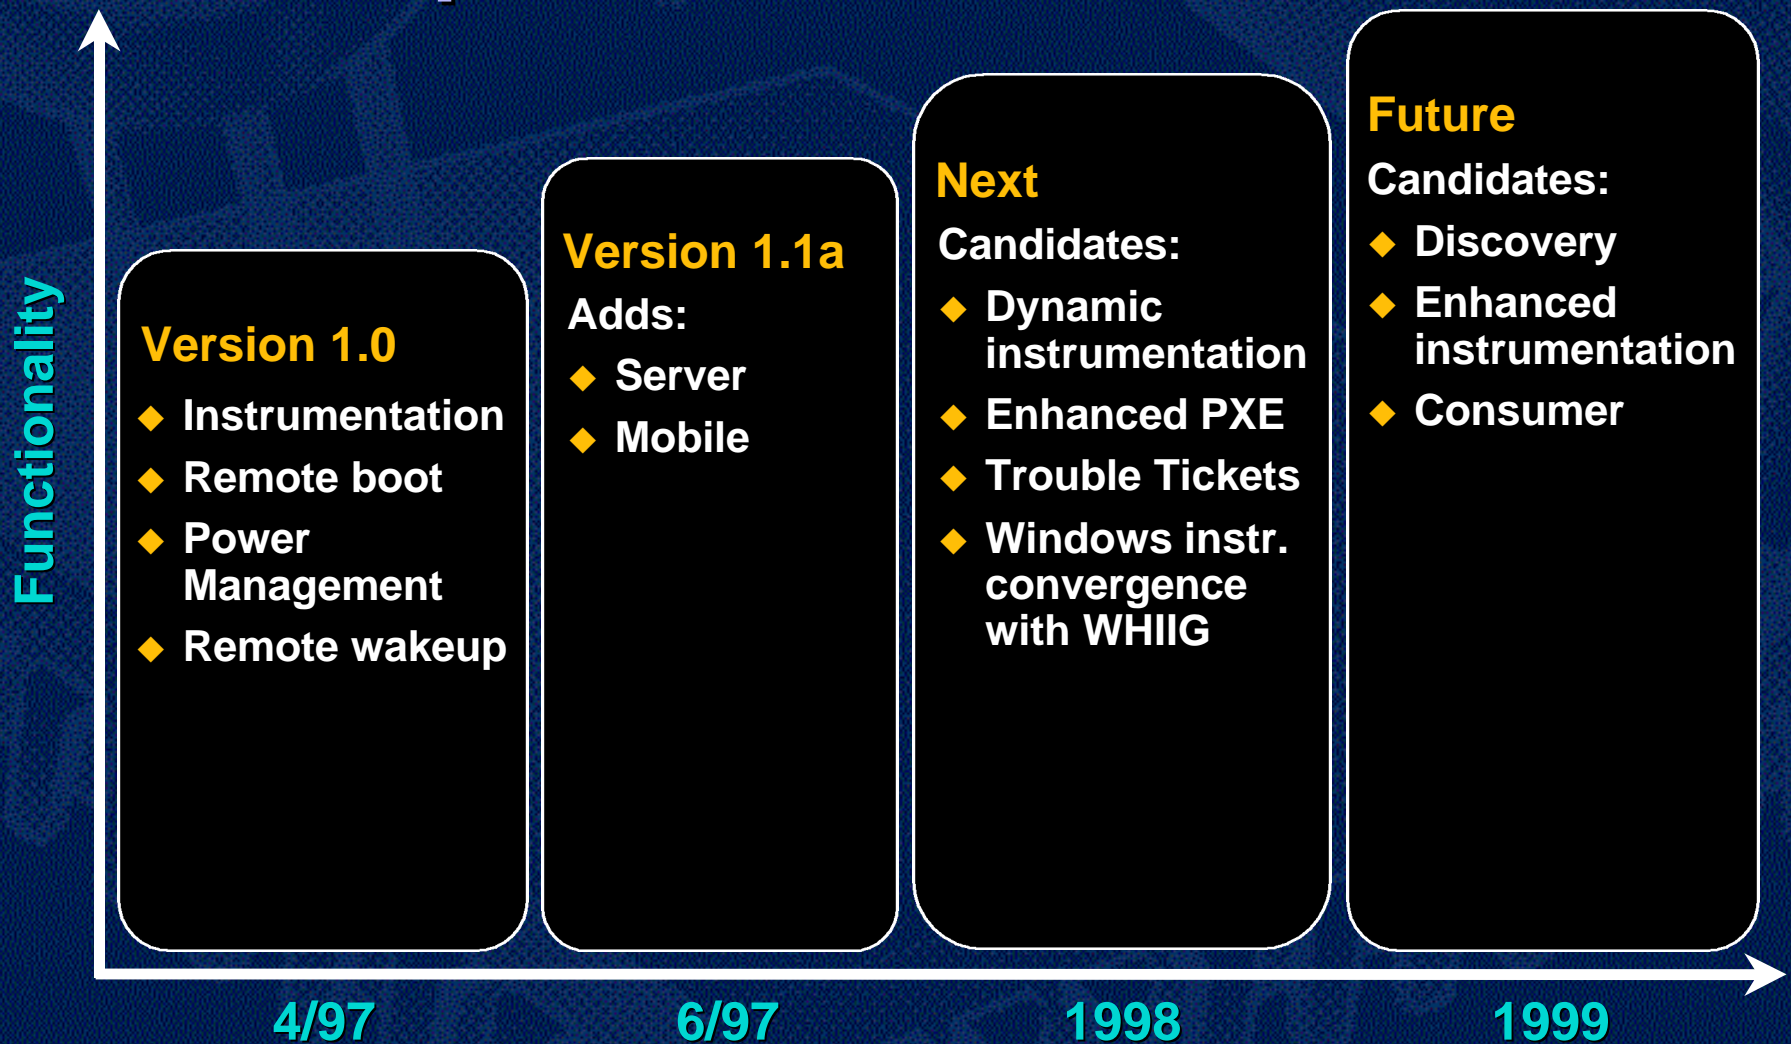 Functionality
Version 1.0
Instrumentation
Remote boot
Power
Management
Remote wakeup
Version 1.1a
Adds:
Server
Mobile
Next
Candidates:
Dynamic
instrumentation
Enhanced PXE
Trouble Tickets
Windows instr.
convergence
with WHIIG
Future
Candidates:
Discovery
Enhanced
instrumentation
Consumer
4/97
6/97
1998
1999